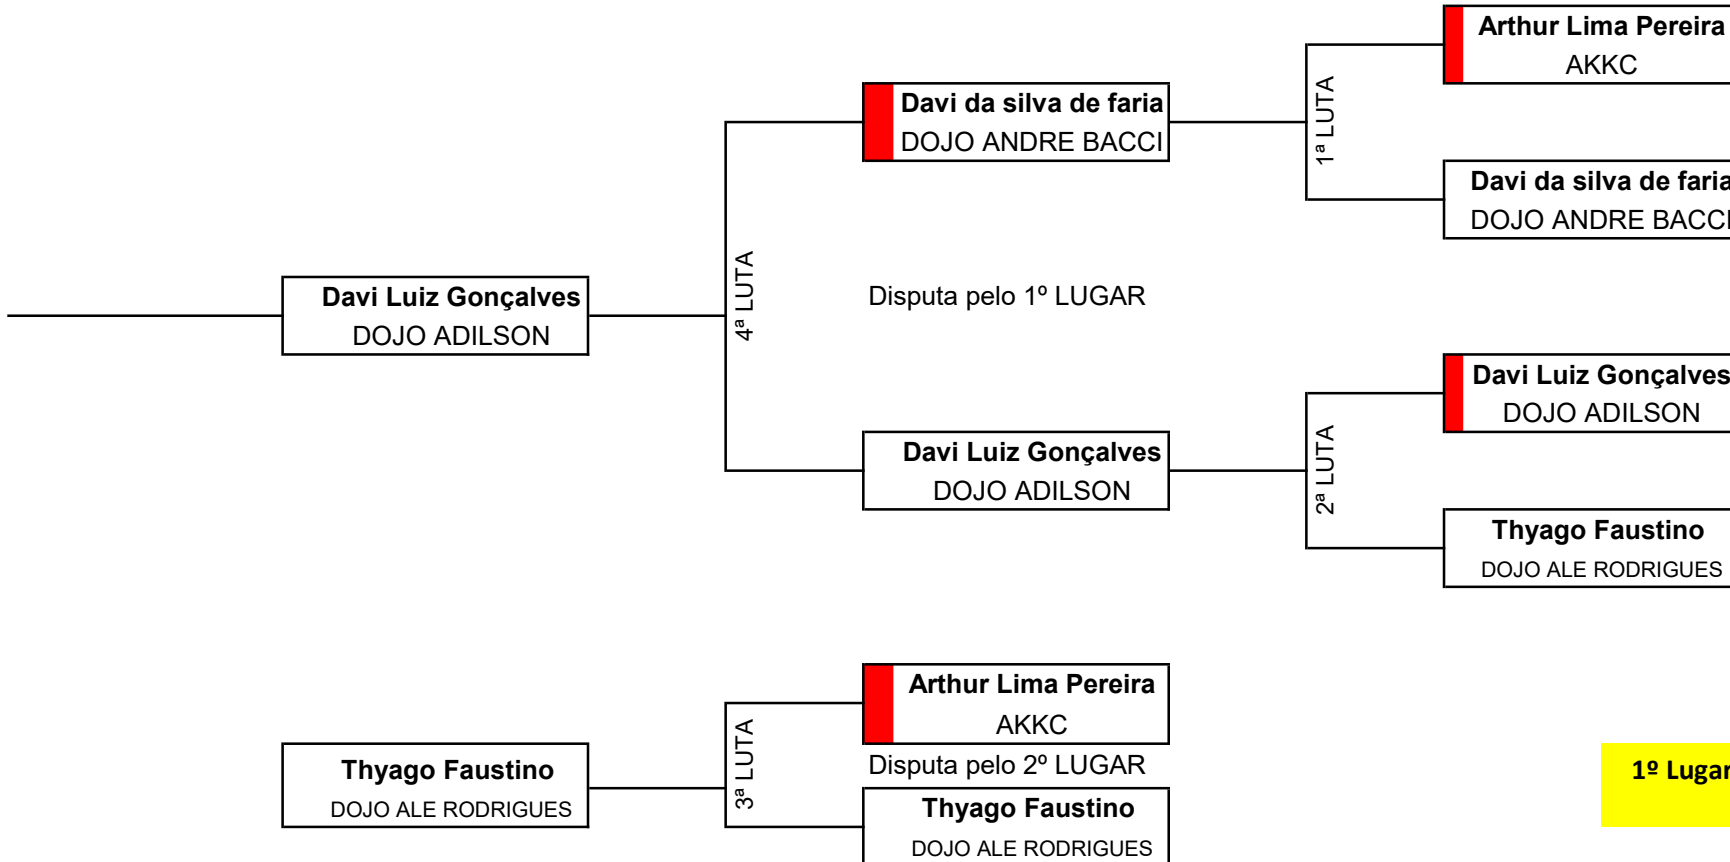 Arthur Lima Pereira
AKKC
Davi da silva de faria
DOJO ANDRE BACCI
1ª LUTA
Davi da silva de faria
DOJO ANDRE BACCI
Davi Luiz Gonçalves
DOJO ADILSON
4ª LUTA
Disputa pelo 1º LUGAR
Davi Luiz Gonçalves
DOJO ADILSON
Davi Luiz Gonçalves
DOJO ADILSON
2ª LUTA
Thyago Faustino
DOJO ALE RODRIGUES
Arthur Lima Pereira
AKKC
3ª LUTA
Disputa pelo 2º LUGAR
Thyago Faustino
DOJO ALE RODRIGUES
Thyago Faustino
DOJO ALE RODRIGUES
1º Lugar